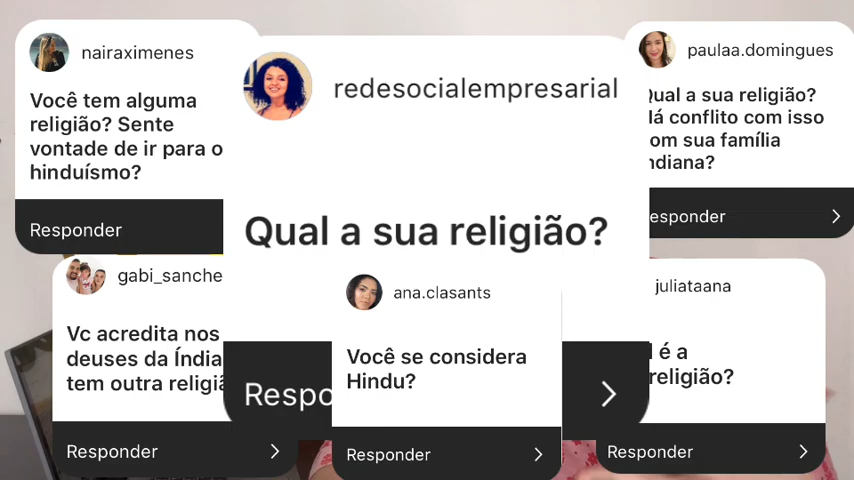 nairaximenes
Você tem alguma
religião? Sente
vontade de ir para o
hinduísmo?
Responder
redesocialempresarial
Qual a sua religião?
paulaa.domingues
Qual a sua religião?
Há conflito com isso
com sua família
indiana?
Responder
gabi_sanche
Vc acredita nos
deuses da Índia
tem outra
Responder
ana.clasants
Você se considera
Hindu?
Responder
juliataana
é a
religião?
Responder